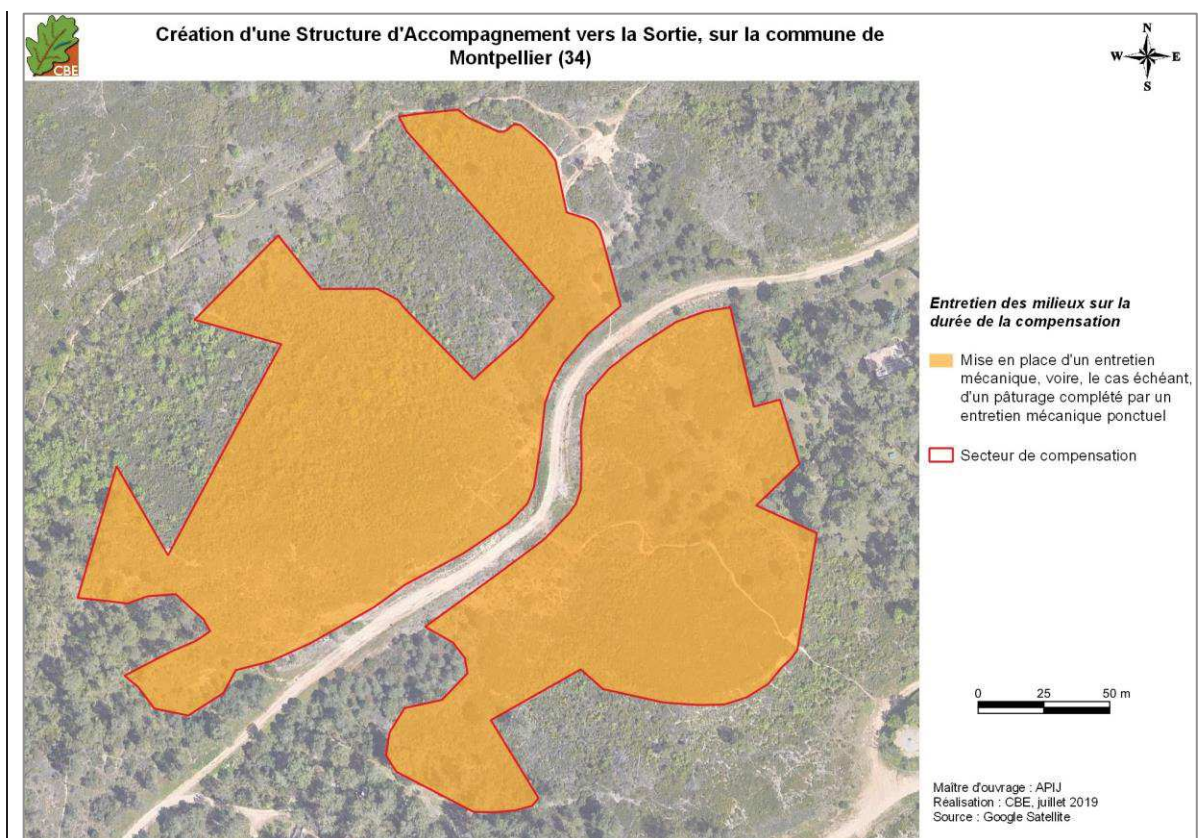 CBE
Création d'une Structure d'Accompagnement vers la Sortie, sur la commune de
Montpellier (34)
N
W E
S
Entretien des milieux sur la
durée de la compensation
Mise en place d'un entretien
mécanique, voire, le cas échéant,
d'un pâturage complété par un
entretien mécanique ponctuel
Secteur de compensation
0 25 50 m
Maître d'ouvrage : APIJ
Réalisation : CBE, juillet 2019
Source : Google Satellite